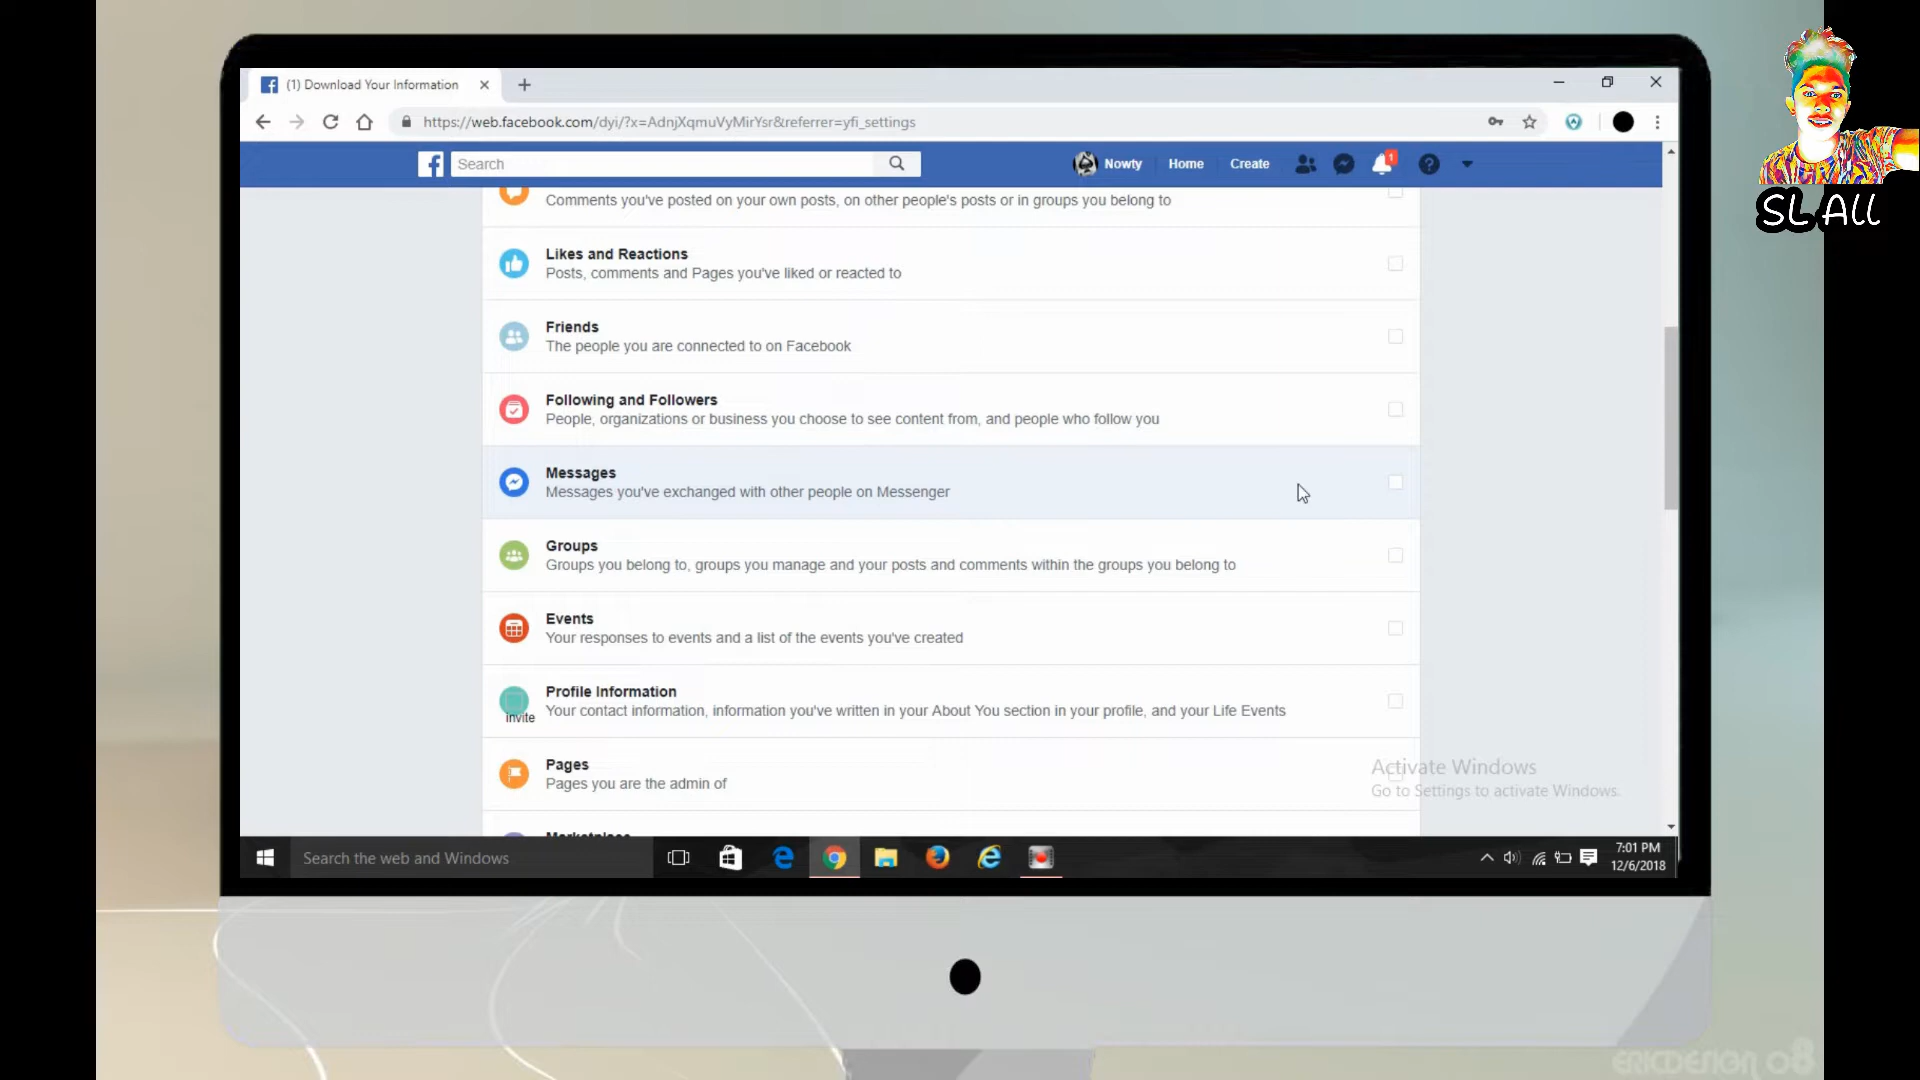 (1) Download Your Information
https://web.facebook.com/dyi/?x=AdnjXqmuVyMirYsr&referrer=yfi_settings
Search
Nowty
Home
Create
1
SL ALL
Comments you've posted on your own posts, on other people's posts or in groups you belong to
Likes and Reactions
Posts, comments and Pages you've liked or reacted to
Friends
The people you are connected to on Facebook
Following and Followers
People, organizations or business you choose to see content from, and people who follow you
Messages
Messages you've exchanged with other people on Messenger
Groups
Groups you belong to, groups you manage and your posts and comments within the groups you belong to
Events
Your responses to events and a list of the events you've created
Profile Information
invite
Your contact information, information you've written in your About You section in your profile, and your Life Events
Pages
Pages you are the admin of
Activate Windows
Go to Settings to activate Windows.
Marketplace
Search the web and Windows
7:01 PM
12/6/2018
ERICDESIGN 08